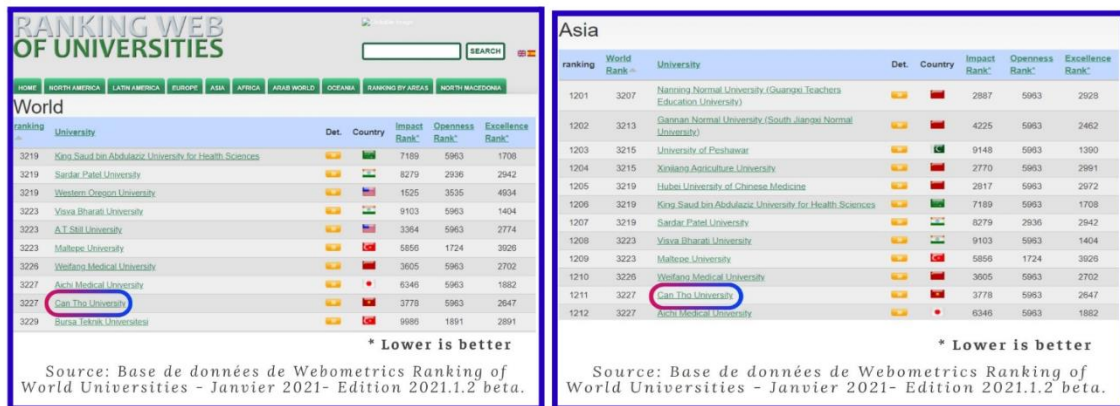 RANKING WEB
OF UNIVERSITIES
SEARCH
HOME NORTH AMERICA LATIN AMERICA EUROPE ASIA AFRICA ARAB WORLD OCEANIA RANKING BY AREAS NORTH MACEDONIA
World
ranking University Det. Country Impact Rank* Openness Rank* Excellence Rank*
3219 King Saud bin Abdulaziz University for Health Sciences 7189 5963 1708
3219 Sardar Patel University 8279 2936 2942
3219 Western Oregon University 1525 3535 4934
3223 Visva Bharati University 9103 5963 1404
3223 A T Still University 3364 5963 2774
3223 Maltepe University 5856 1724 3926
3226 Weifang Medical University 3605 5963 2702
3227 Aichi Medical University 6346 5963 1882
3227 Can Tho University 3778 5963 2647
3229 Bursa Teknik Universitesi 9986 1891 2891
* Lower is better
Source: Base de données de Webometrics Ranking of
World Universities - Janvier 2021- Edition 2021.1.2 beta.
Asia
ranking World Rank University Det. Country Impact Rank* Openness Rank* Excellence Rank*
1201 3207 Nanning Normal University (Guangxi Teachers
Education University) 2887 5963 2928
1202 3213 Gannan Normal University (South Jiangxi Normal
University) 4225 5963 2462
1203 3215 University of Peshawar 9148 5963 1390
1204 3215 Xinjiang Agriculture University 2770 5963 2991
1205 3219 Hubei University of Chinese Medicine 2817 5963 2972
1206 3219 King Saud bin Abdulaziz University for Health Sciences 7189 5963 1708
1207 3219 Sardar Patel University 8279 2936 2942
1208 3223 Visva Bharati University 9103 5963 1404
1209 3223 Maltepe University 5856 1724 3926
1210 3226 Weifang Medical University 3605 5963 2702
1211 3227 Can Tho University 3778 5963 2647
1212 3227 Aichi Medical University 6346 5963 1882
* Lower is better
Source: Base de données de Webometrics Ranking of
World Universities - Janvier 2021- Edition 2021.1.2 beta.